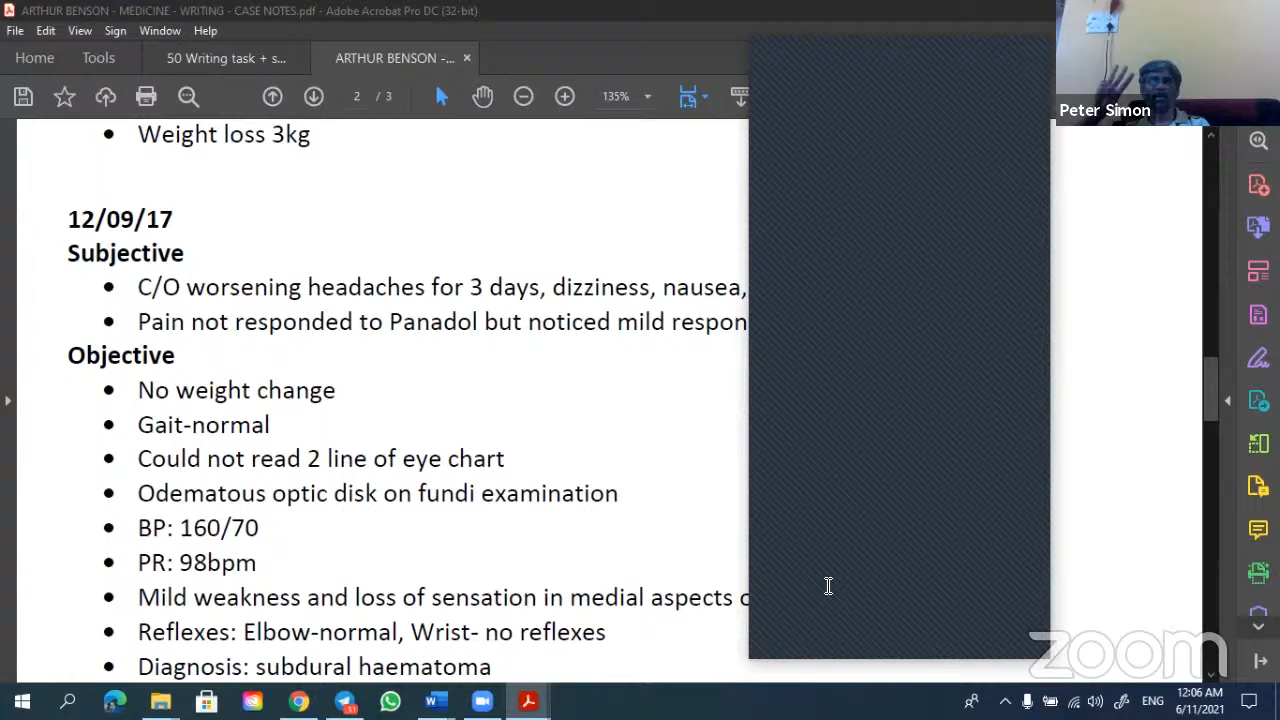 ARTHUR BENSON - MEDICINE - WRITING - CASE NOTES.pdf - Adobe Acrobat Pro DC (32-bit)
File Edit View Sign Window Help
Home Tools 50 Writing task + s... ARTHUR BENSON -... ×
2 / 3 135%
Peter Simon
• Weight loss 3kg
12/09/17
Subjective
• C/O worsening headaches for 3 days, dizziness, nausea,
• Pain not responded to Panadol but noticed mild respon
Objective
• No weight change
• Gait-normal
• Could not read 2 line of eye chart
• Odematous optic disk on fundi examination
• BP: 160/70
• PR: 98bpm
• Mild weakness and loss of sensation in medial aspects
• Reflexes: Elbow-normal, Wrist- no reflexes
• Diagnosis: subdural haematoma
zoom
ENG 12:06 AM
6/11/2021